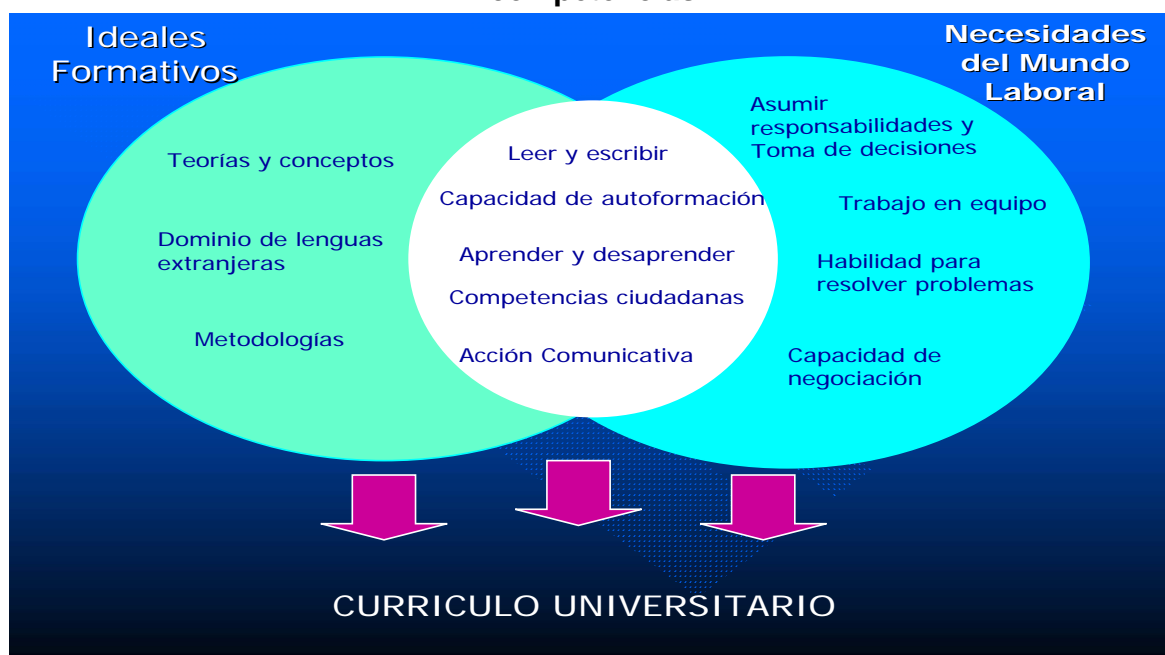 Ideales
Formativos
Necesidades
del Mundo
Laboral
Teorías y conceptos
Dominio de lenguas
extranjeras
Metodologías
Leer y escribir
Capacidad de autoformación
Aprender y desaprender
Competencias ciudadanas
Acción Comunicativa
Asumir
responsabilidades y
Toma de decisiones
Trabajo en equipo
Habilidad para
resolver problemas
Capacidad de
negociación
CURRICULO UNIVERSITARIO